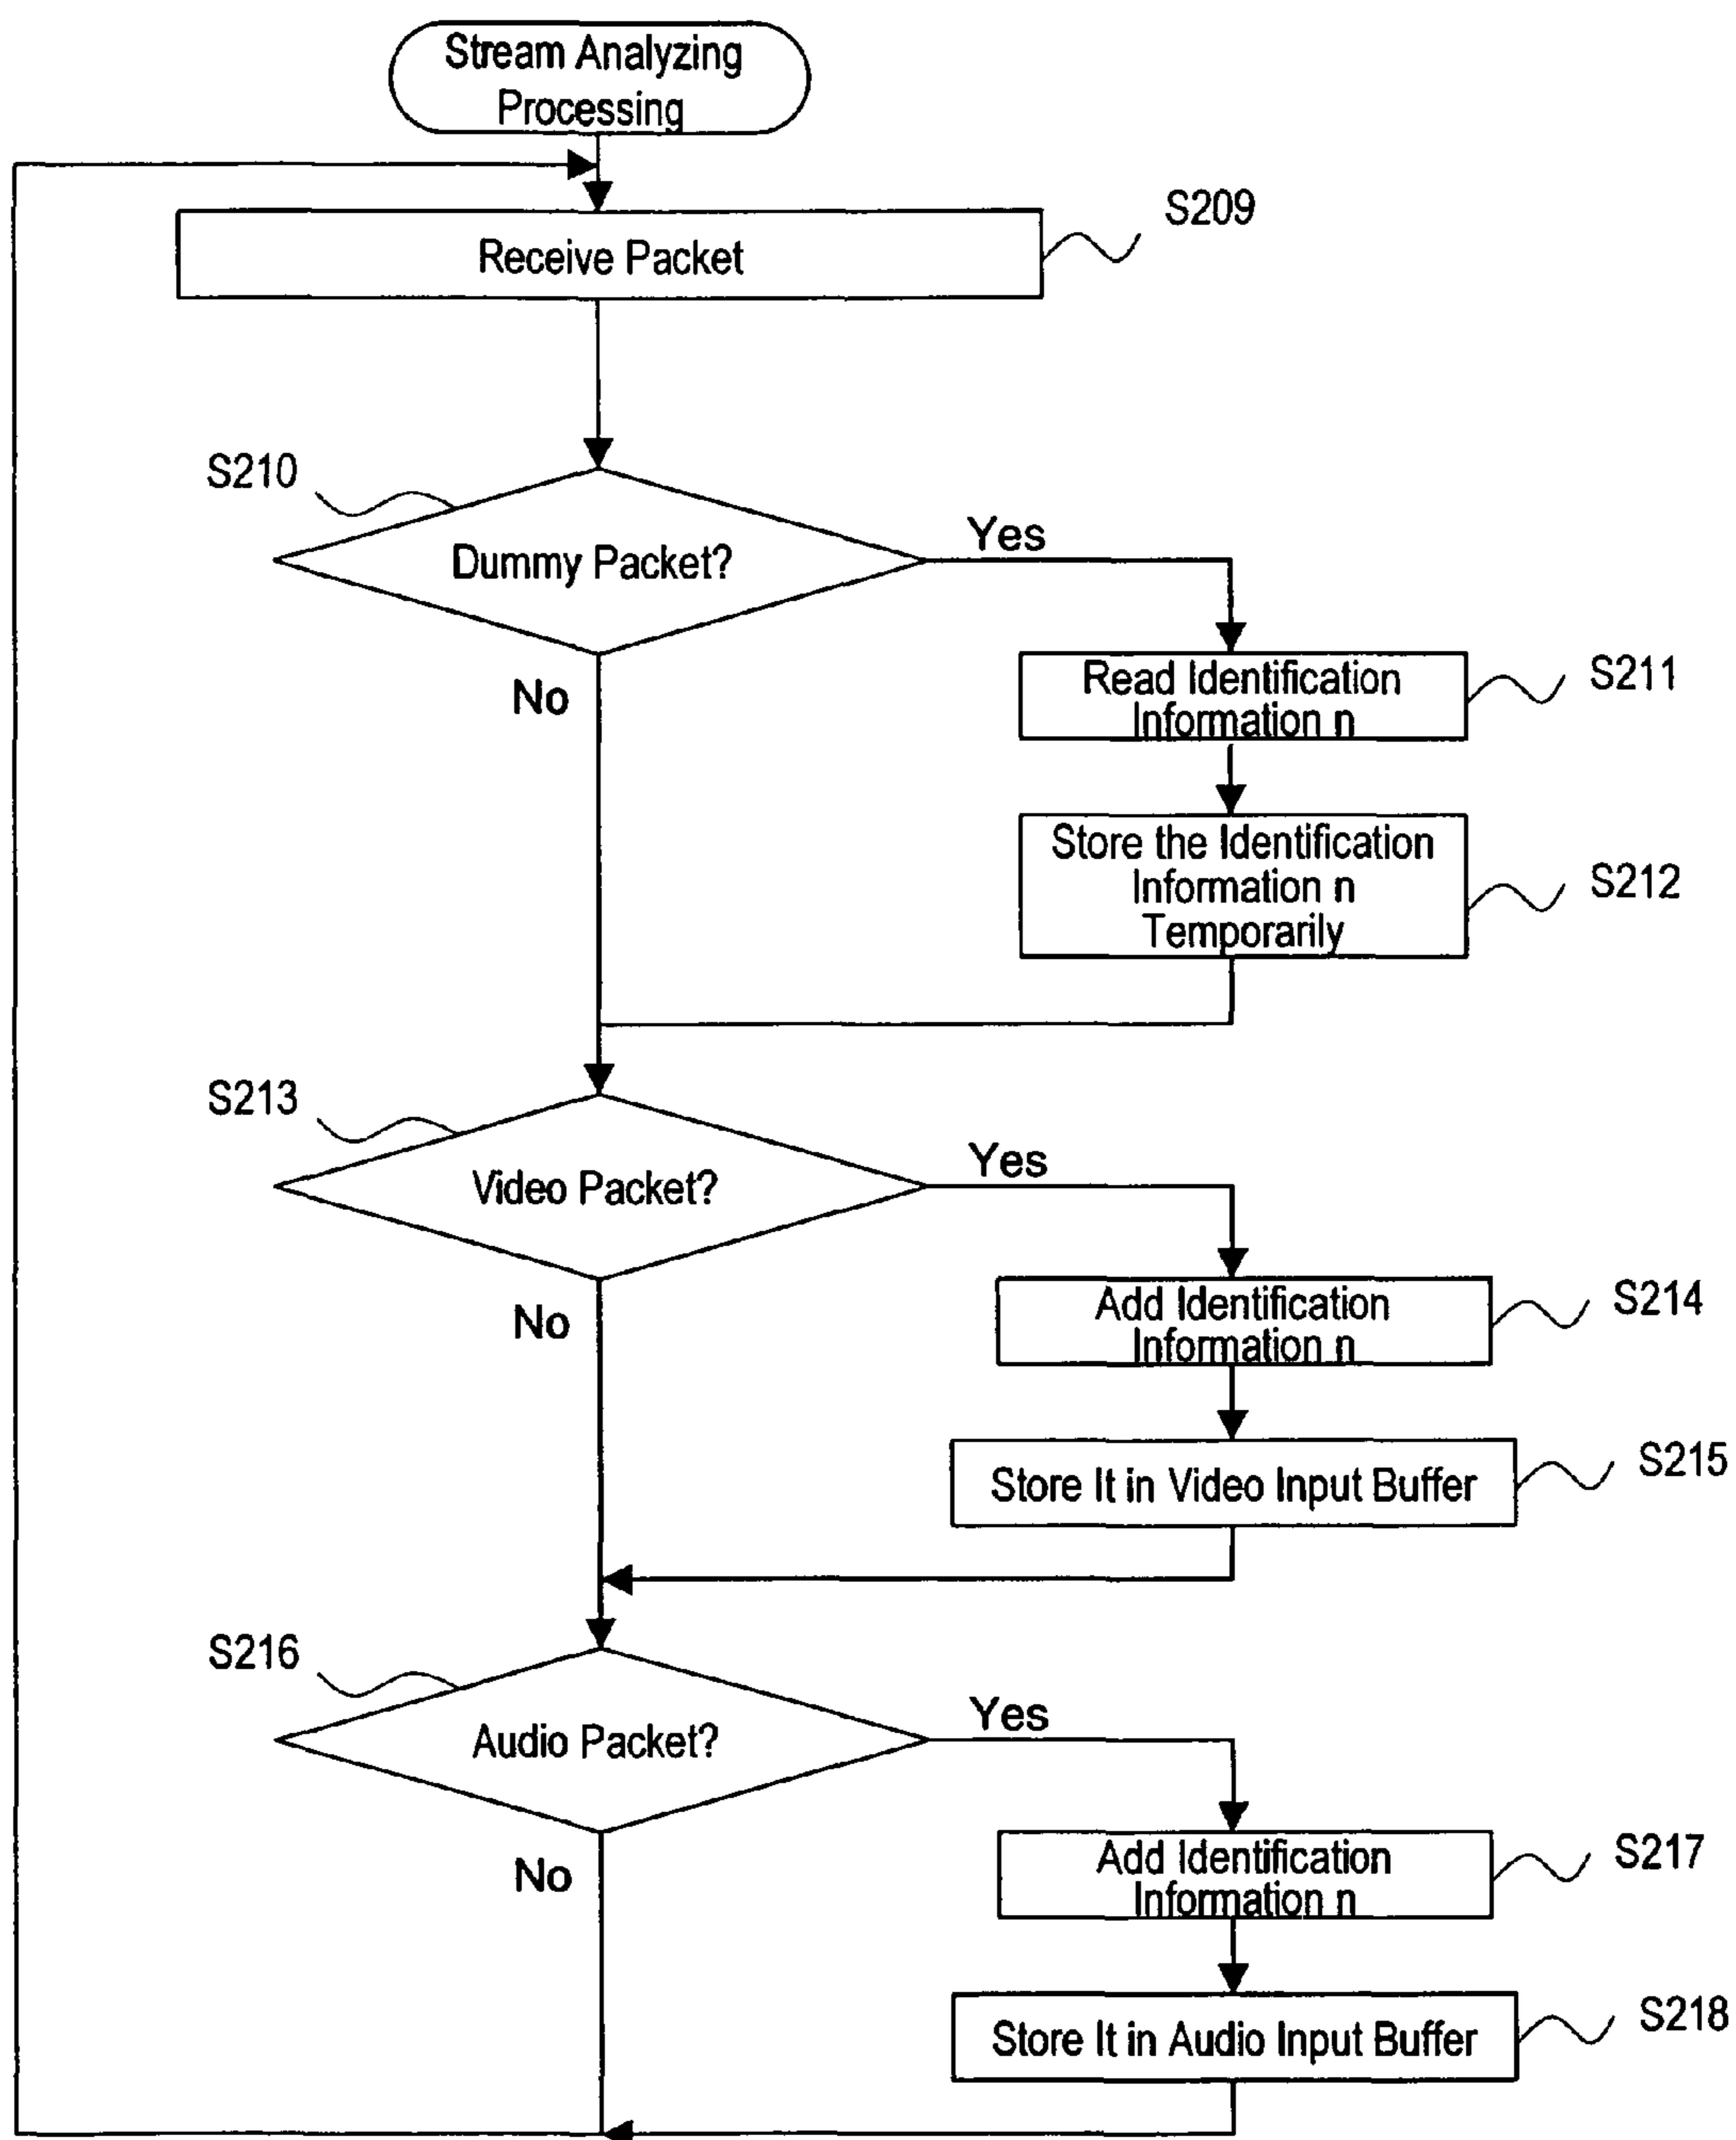 Stream Analyzing
Processing
S209
Receive Packet
S210
Dummy Packet?
Yes
No
Read Identification
Information n
S211
Store the Identification
Information n
Temporarily
S212
S213
Video Packet?
Yes
No
Add Identification
Information n
S214
Store It in Video Input Buffer
S215
S216
Audio Packet?
Yes
No
Add Identification
Information n
S217
Store It in Audio Input Buffer
S218